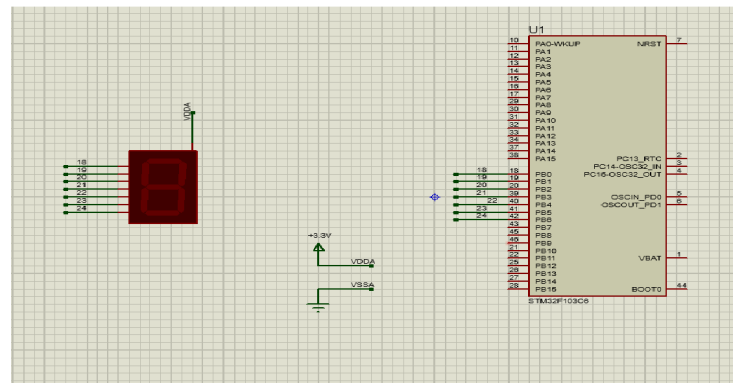 U1
10 PA0-WKUP NRST 7
11 PA1
12 PA2
13 PA3
14 PA4
15 PA5
16 PA6
17 PA7
29 PA8
30 PA9
31 PA10
32 PA11
33 PA12
34 PA13
37 PA14
38 PA15 PC13_RTC 2
PC14-OSC32_IN 3
18 18 PB0 PC15-OSC32_OUT 4
19 19 PB1
20 20 PB2
21 39 PB3 OSCIN_PD0 5
22 40 PB4 OSCOUT_PD1 6
23 41 PB5
24 42 PB6
43 PB7
45 PB8
46 PB9
21 PB10
22 PB11 VBAT 1
25 PB12
26 PB13
27 PB14
28 PB15 BOOT0 44
STM32F103C6
VDDA
18
19
20
21
22
23
24
+3.3V
VDDA
VSSA